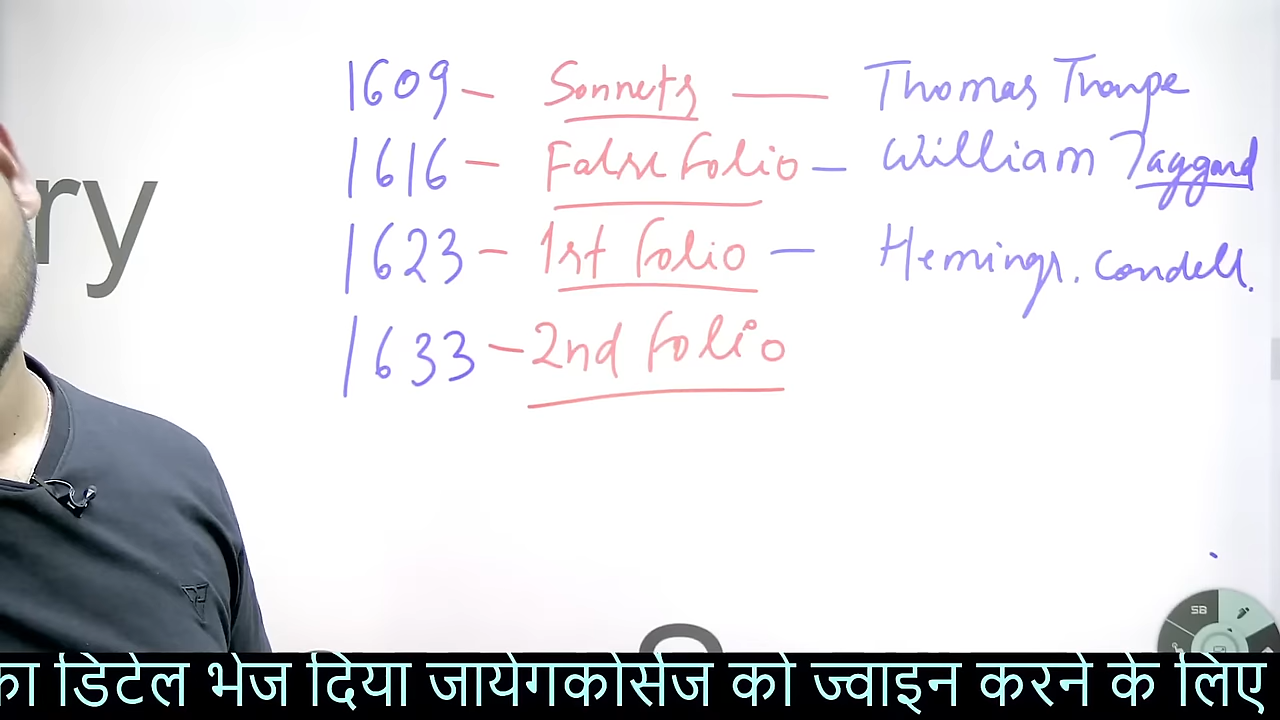 1609 - Sonnets - Thomas Thorpe
1616 - False folio - William Jaggard
1623 - 1st folio - Hemings. Condell.
1633 - 2nd folio
ry
SB
का डिटेल भेज दिया जायेगकोर्सेज को ज्वाइन करने के लिए